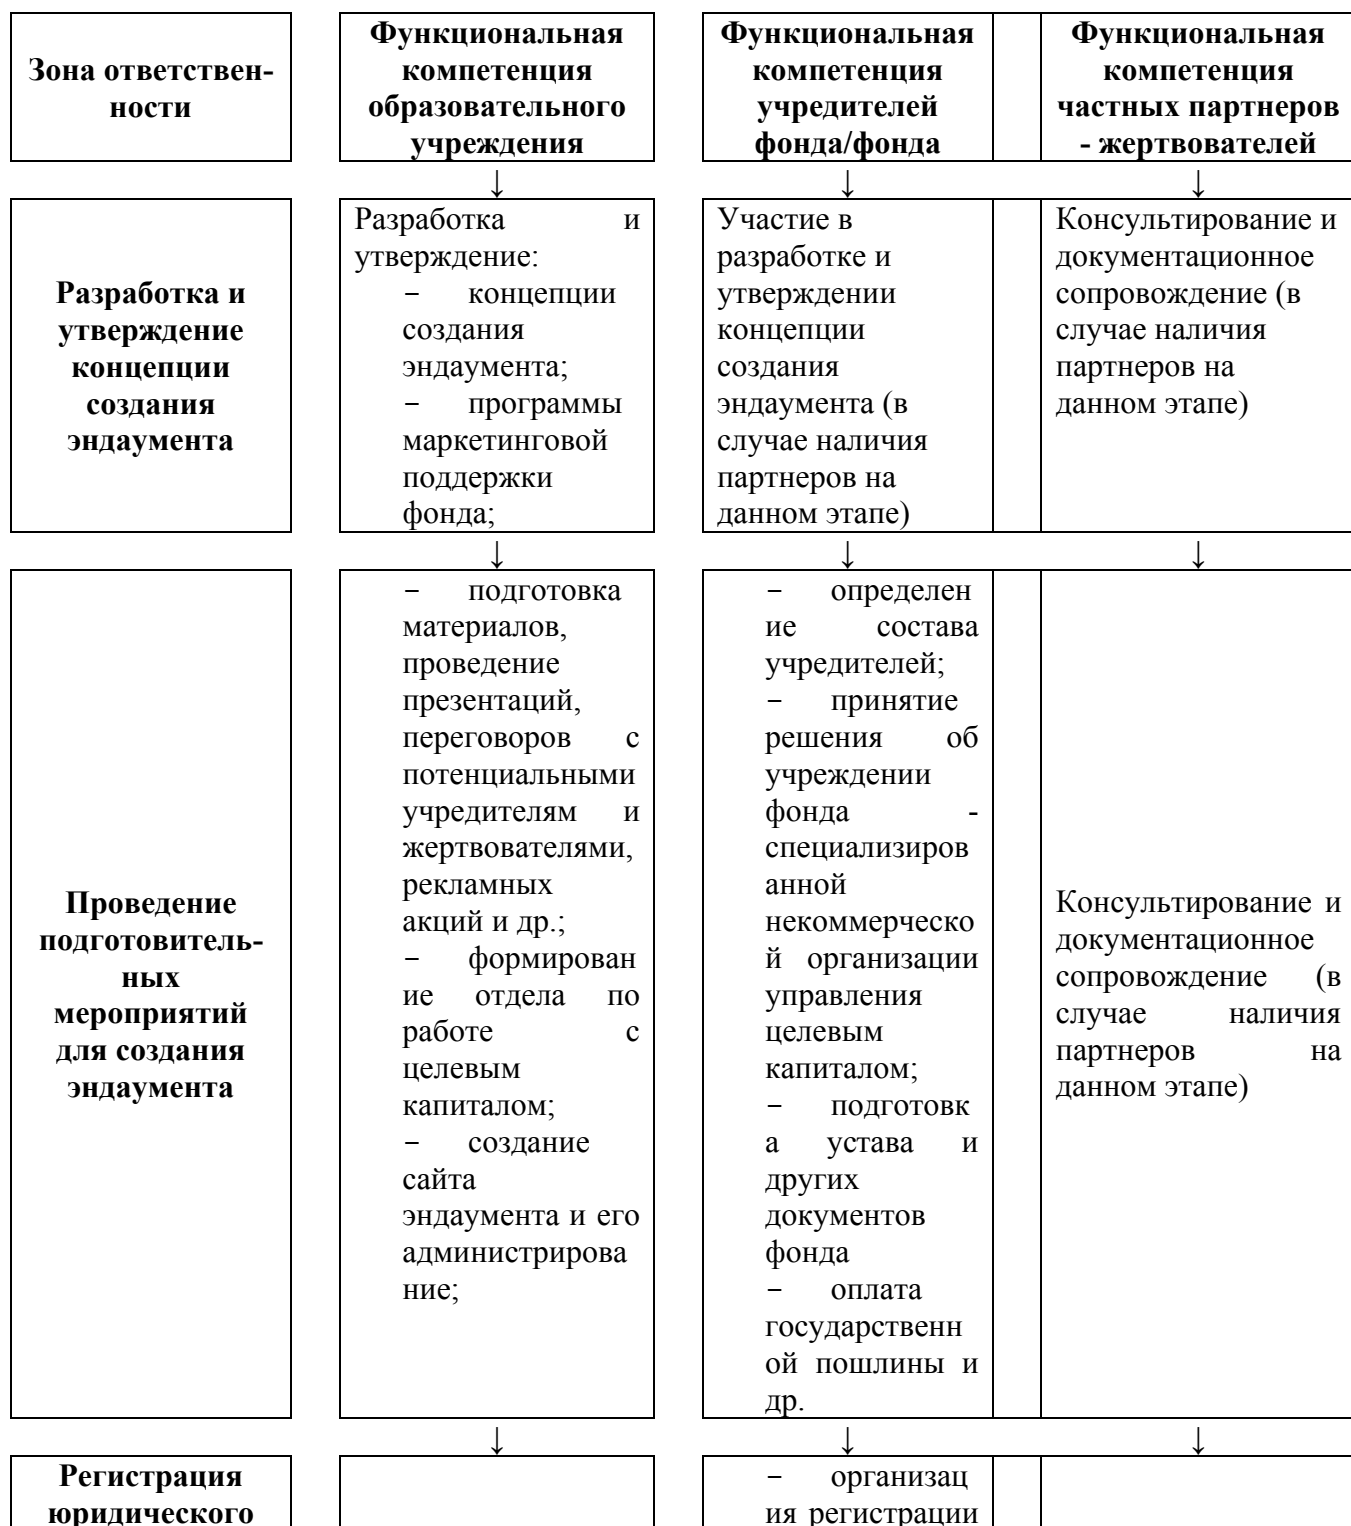 Зона ответствен-
ности
Функциональная
компетенция
образовательного
учреждения
Функциональная
компетенция
учредителей
фонда/фонда
Функциональная
компетенция
частных партнеров
- жертвователей
↓ ↓ ↓
Разработка и
утверждение
концепции
создания
эндаумента
Разработка и
утверждение:
− концепции
создания
эндаумента;
− программы
маркетинговой
поддержки
фонда;
Участие в
разработке и
утверждении
концепции
создания
эндаумента (в
случае наличия
партнеров на
данном этапе)
Консультирование и
документационное
сопровождение (в
случае наличия
партнеров на
данном этапе)
↓ ↓ ↓
Проведение
подготовитель-
ных
мероприятий
для создания
эндаумента
− подготовка
материалов,
проведение
презентаций,
переговоров с
потенциальными
учредителям и
жертвователями,
рекламных
акций и др.;
− формирован
ие отдела по
работе с
целевым
капиталом;
− создание
сайта
эндаумента и его
администрирова
ние;
− определен
ие состава
учредителей;
− принятие
решения об
учреждении
фонда -
специализиров
анной
некоммерческо
й организации
управления
целевым
капиталом;
− подготовк
а устава и
других
документов
фонда
− оплата
государственн
ой пошлины и
др.
Консультирование и
документационное
сопровождение (в
случае наличия
партнеров на
данном этапе)
↓ ↓ ↓
Регистрация
юридического
− организац
ия регистрации